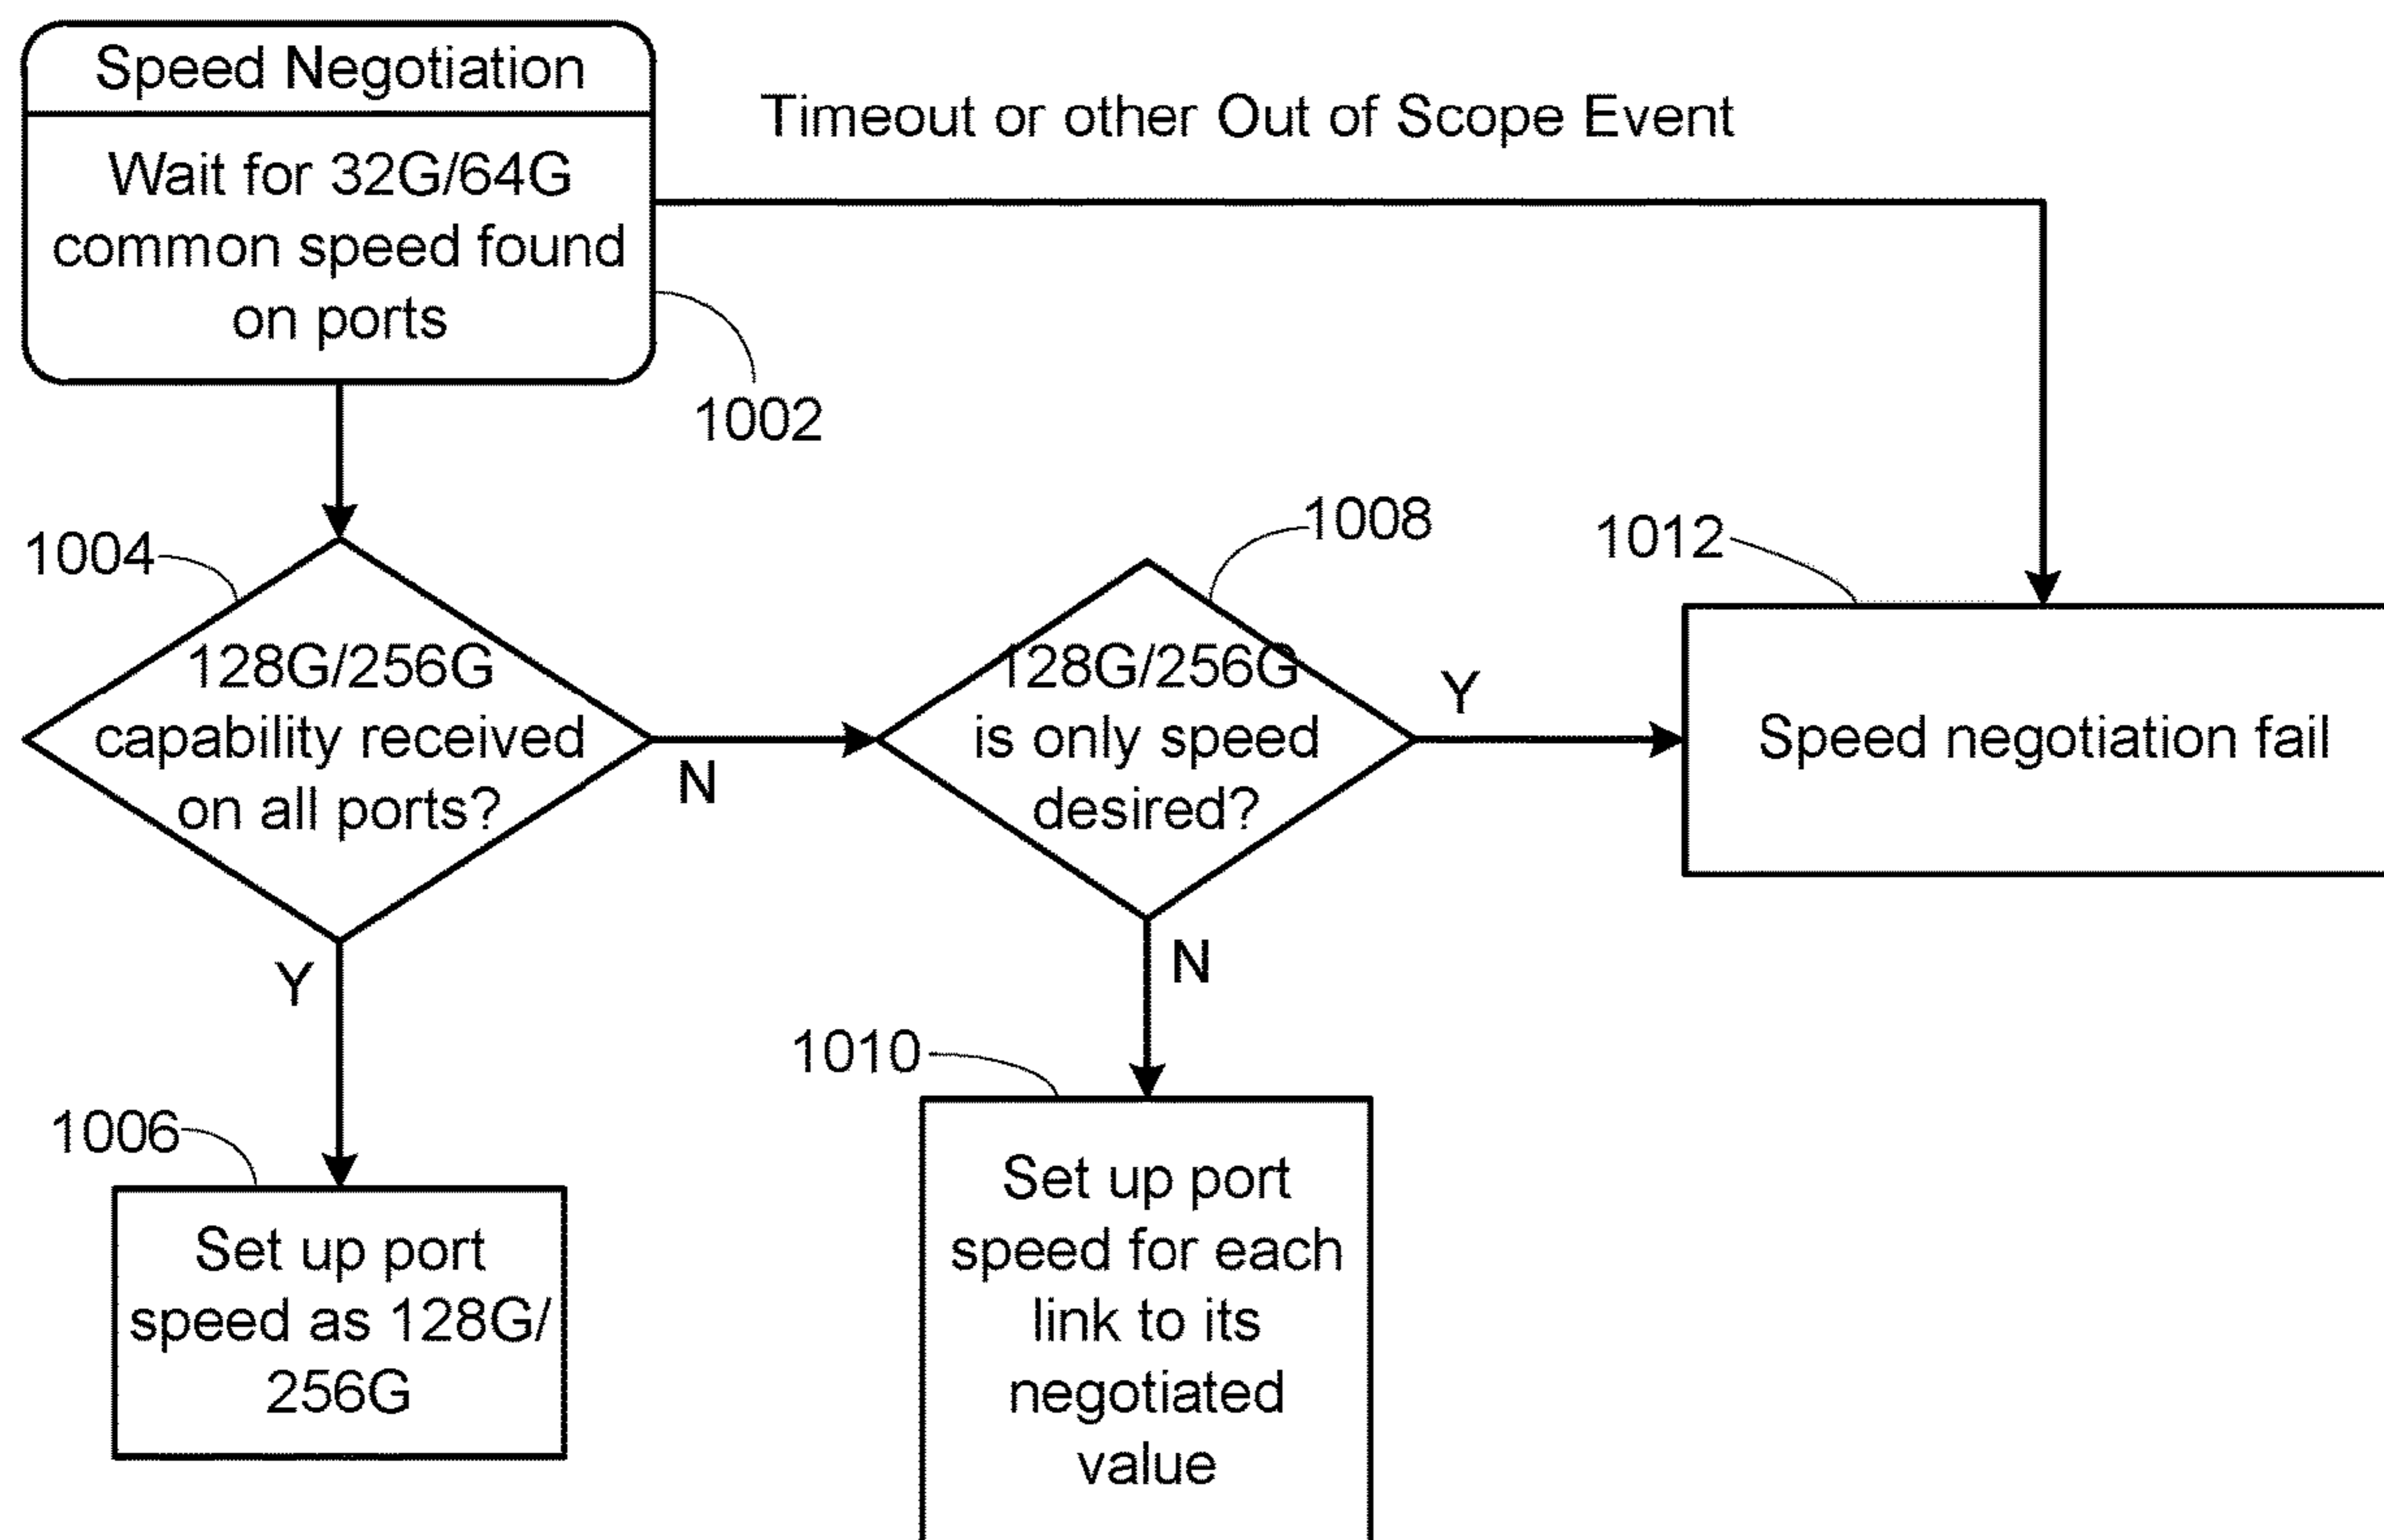 Speed Negotiation
Wait for 32G/64G
common speed found
on ports
Timeout or other Out of Scope Event
1002
1004
128G/256G
capability received
on all ports?
N
Y
1008
128G/256G
is only speed
desired?
Y
N
1012
Speed negotiation fail
1006
Set up port
speed as 128G/
256G
1010
Set up port
speed for each
link to its
negotiated
value